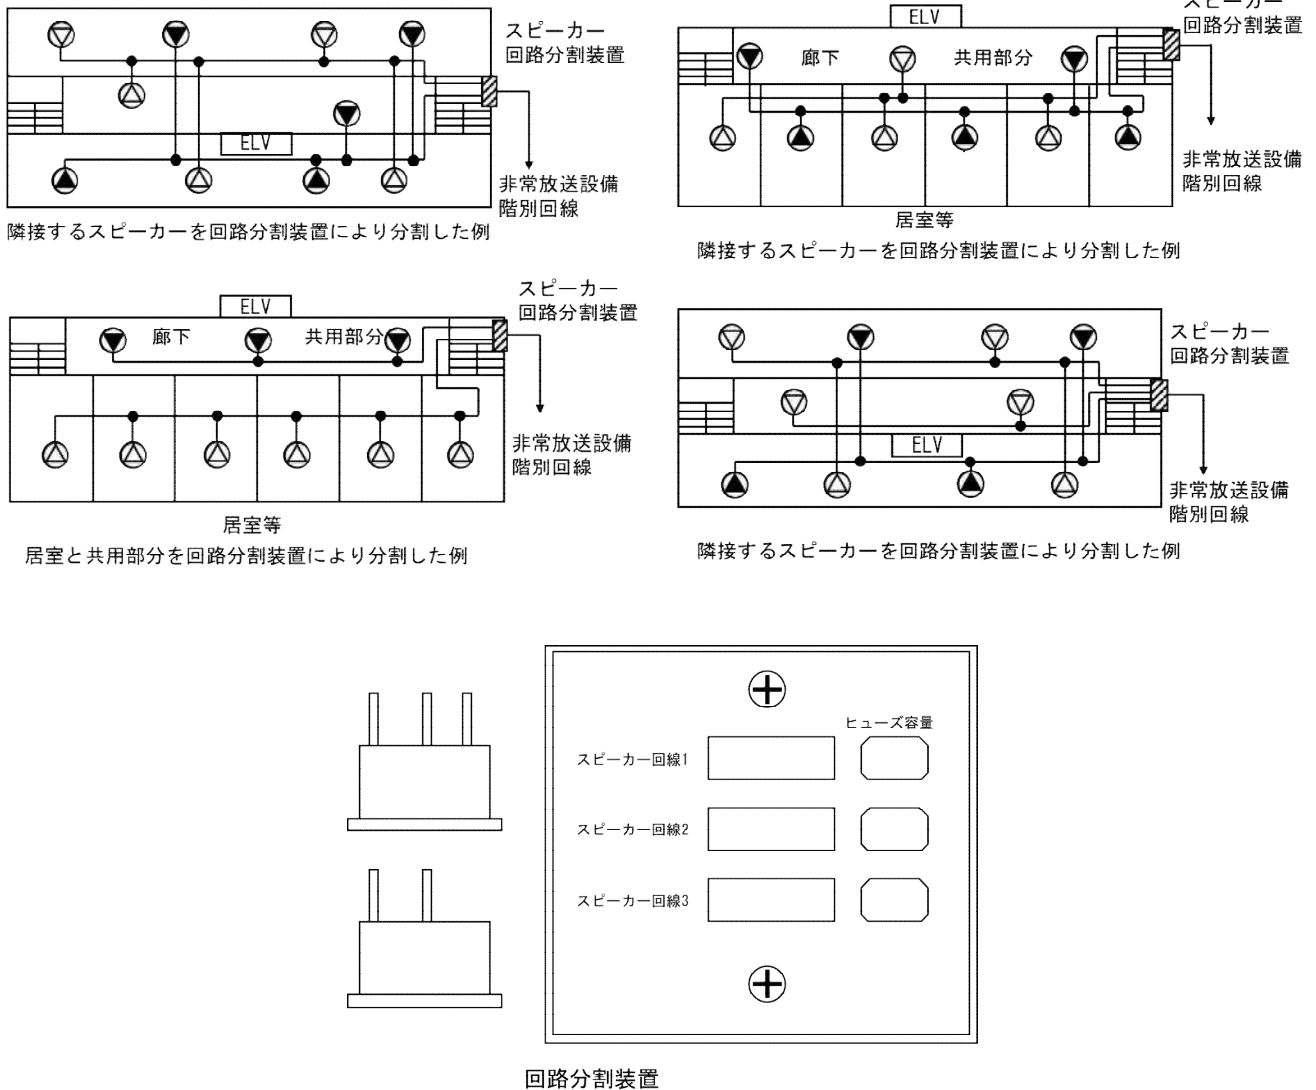 スピーカー
回路分割装置
ELV
非常放送設備
階別回線
隣接するスピーカーを回路分割装置により分割した例
ELV
スピーカー
回路分割装置
廊下
共用部分
非常放送設備
階別回線
居室等
隣接するスピーカーを回路分割装置により分割した例
ELV
スピーカー
回路分割装置
廊下
共用部分
非常放送設備
階別回線
居室等
居室と共用部分を回路分割装置により分割した例
スピーカー
回路分割装置
ELV
非常放送設備
階別回線
隣接するスピーカーを回路分割装置により分割した例
ヒューズ容量
スピーカー回線1
スピーカー回線2
スピーカー回線3
回路分割装置